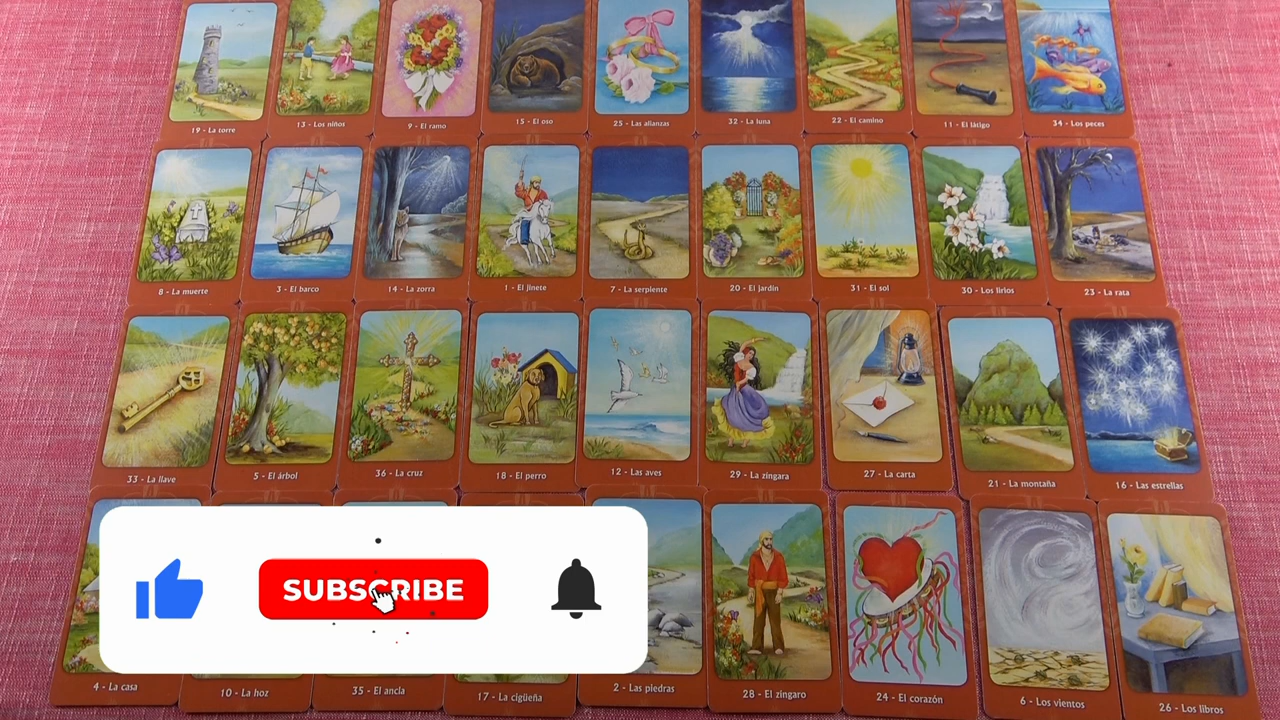 19 - La torre
13 - Los niños
9 - El ramo
15 - El oso
25 - Las alianzas
32 - La luna
22 - El camino
11 - El látigo
34 - Los peces
8 - La muerte
3 - El barco
14 - La zorra
1 - El Jinete
7 - La serpiente
20 - El jardín
31 - El sol
30 - Los lirios
23 - La rata
33 - La llave
5 - El árbol
36 - La cruz
18 - El perro
12 - Las aves
29 - La zíngara
27 - La carta
21 - La montaña
16 - Las estrellas
SUBSCRIBE
4 - La casa
10 - La hoz
35 - El ancla
17 - La cigüeña
2 - Las piedras
28 - El zíngaro
24 - El corazón
6 - Los vientos
26 - Los libros